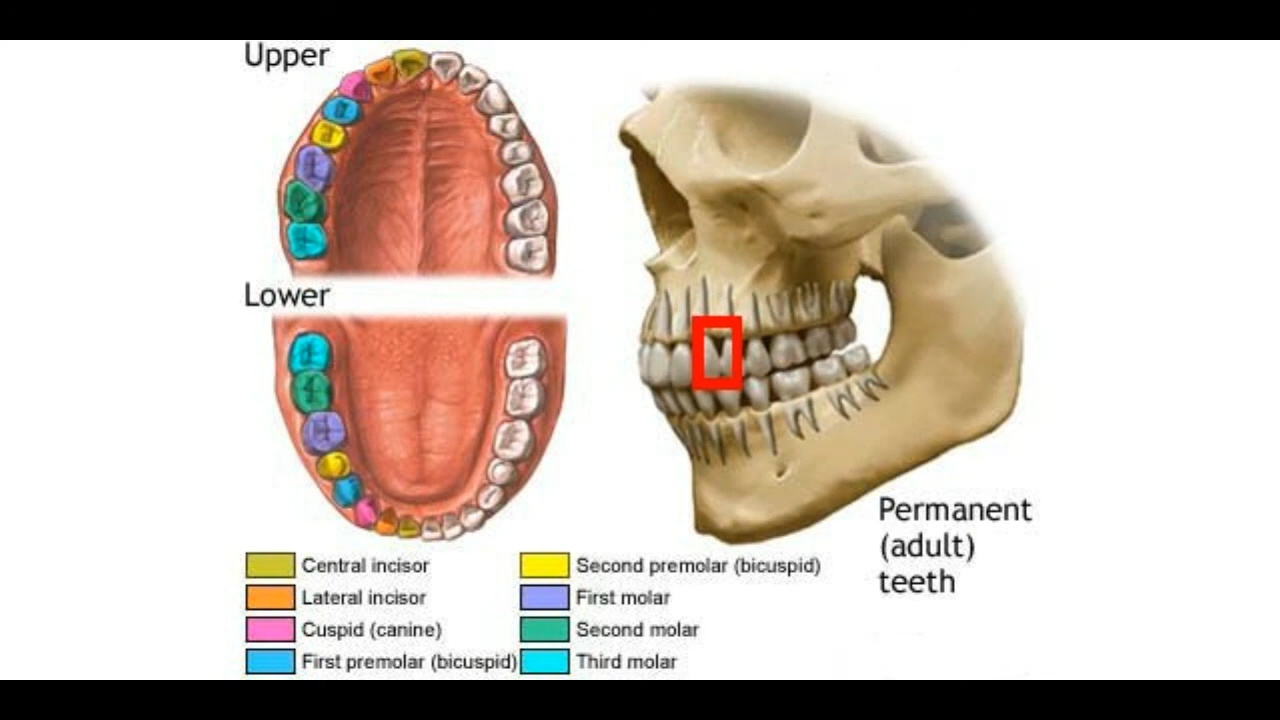 Upper
Lower
Permanent
(adult)
teeth
Central incisor
Lateral incisor
Cuspid (canine)
First premolar (bicuspid)
Second premolar (bicuspid)
First molar
Second molar
Third molar